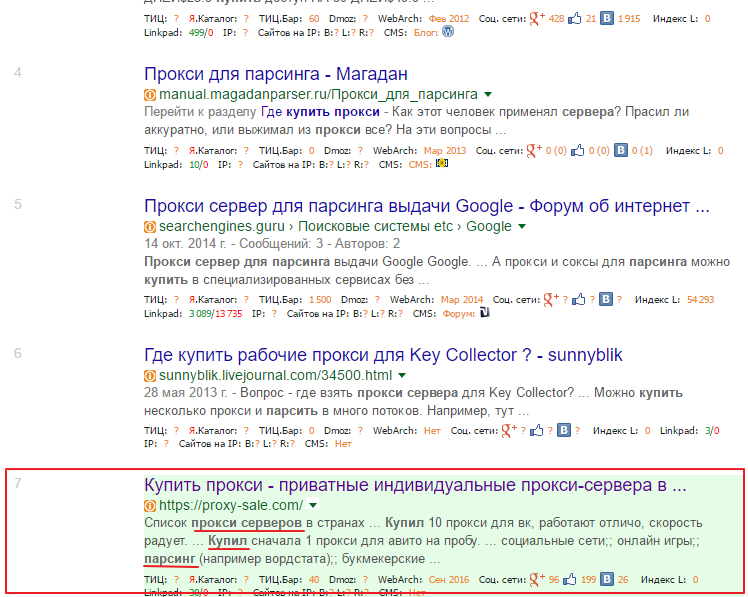 ТИЦ: ? Я.Каталог: ? ТИЦ.Бар: 60 Dmoz: ? WebArch: Фев 2012 Соц. сети: g+ 428 21 B 1 915 Индекс L: 0
Linkpad: 499/0 IP: ? Сайтов на IP: B:? L:? R:? CMS: Блог:
4
Прокси для парсинга - Магадан
manual.magadanparser.ru/Прокси_для_парсинга
Перейти к разделу Где купить прокси - Как этот человек применял сервера? Прасил ли
аккуратно, или выжимал из прокси все? На эти вопросы ...
ТИЦ: ? Я.Каталог: ? ТИЦ.Бар: 0 Dmoz: ? WebArch: Мар 2013 Соц. сети: g+ 0 (0) 0 (0) B 0 (1) Индекс L: 0
Linkpad: 10/0 IP: ? Сайтов на IP: B:? L:? R:? CMS: CMS:
5
Прокси сервер для парсинга выдачи Google - Форум об интернет ...
searchengines.guru › Поисковые системы etc › Google
14 окт. 2014 г. - Сообщений: 3 - Авторов: 2
Прокси сервер для парсинга выдачи Google Google. ... А прокси и соксы для парсинга можно
купить в специализированных сервисах без ...
ТИЦ: ? Я.Каталог: ? ТИЦ.Бар: 1 500 Dmoz: ? WebArch: Мар 2014 Соц. сети: g+ ? ? B ? Индекс L: 54 293
Linkpad: 3 089/13 735 IP: ? Сайтов на IP: B:? L:? R:? CMS: Форум:
6
Где купить рабочие прокси для Key Collector ? - sunnyblik
sunnyblik.livejournal.com/34500.html
28 мая 2013 г. - Вопрос - где взять прокси сервера для Key Collector? ... Можно купить
несколько прокси и парсить в много потоков. Например, тут ...
ТИЦ: ? Я.Каталог: ? ТИЦ.Бар: 0 Dmoz: ? WebArch: Нет Соц. сети: g+ ? ? B ? Индекс L: 0 Linkpad: 3/0
IP: ? Сайтов на IP: B:? L:? R:? CMS: Нет
7
Купить прокси - приватные индивидуальные прокси-сервера в ...
https://proxy-sale.com/
Список прокси серверов в странах ... Купил 10 прокси для вк, работают отлично, скорость
радует. ... Купил сначала 1 прокси для авито на пробу. ... социальные сети;; онлайн игры;;
парсинг (например вордстата);; букмекерские ...
ТИЦ: ? Я.Каталог: ? ТИЦ.Бар: 40 Dmoz: ? WebArch: Сен 2016 Соц. сети: g+ 96 199 B 26 Индекс L: 0
Linkpad: 30/0 IP: ? Сайтов на IP: B:? L:? R:? CMS: Нет